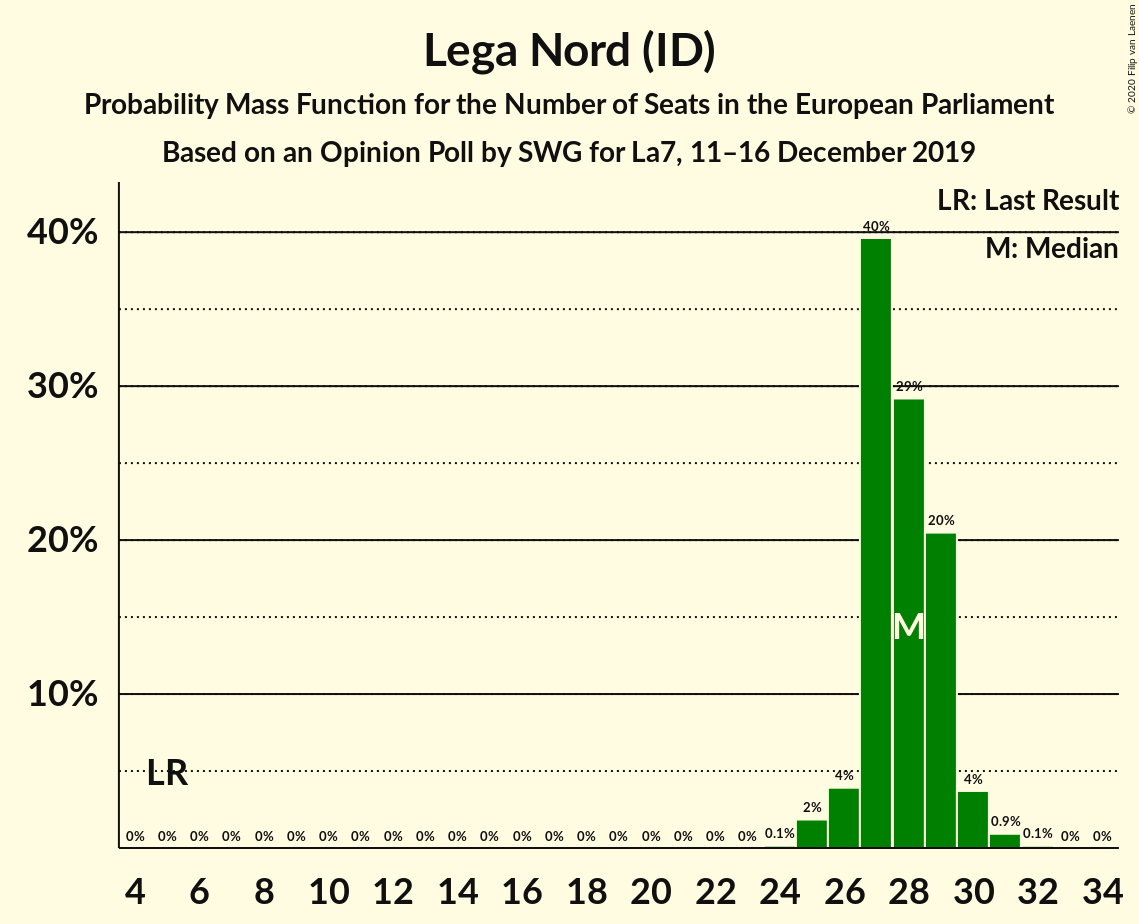 Lega Nord (ID)
Probability Mass Function for the Number of Seats in the European Parliament
Based on an Opinion Poll by SWG for La7, 11–16 December 2019
© 2020 Filip van Laenen
LR: Last Result
M: Median
40%
30%
20%
10%
LR
M
0% 0% 0% 0% 0% 0% 0% 0% 0% 0% 0% 0% 0% 0% 0% 0% 0% 0% 0% 0% 0.1% 2% 4% 40% 29% 20% 4% 0.9% 0.1% 0% 0%
4 6 8 10 12 14 16 18 20 22 24 26 28 30 32 34